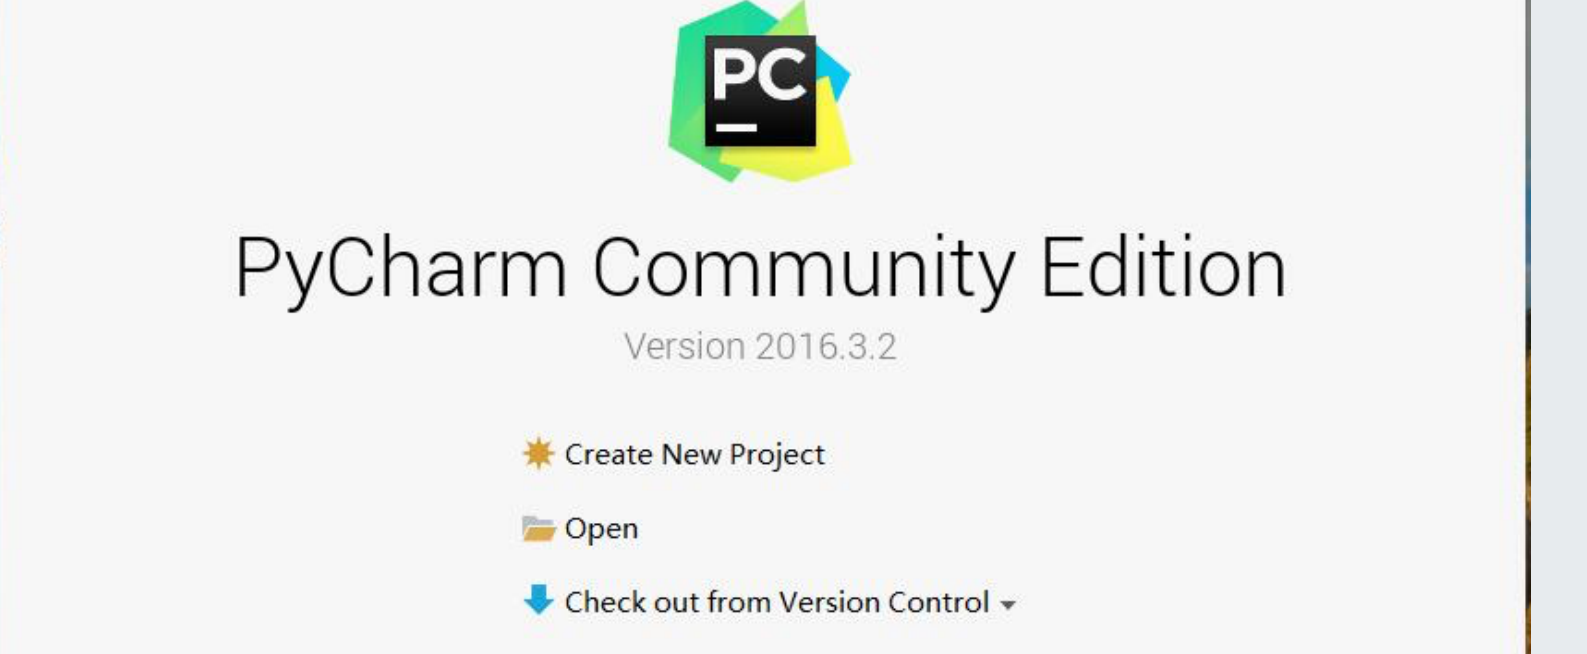 PC
PyCharm Community Edition
Version 2016.3.2
Create New Project
Open
Check out from Version Control